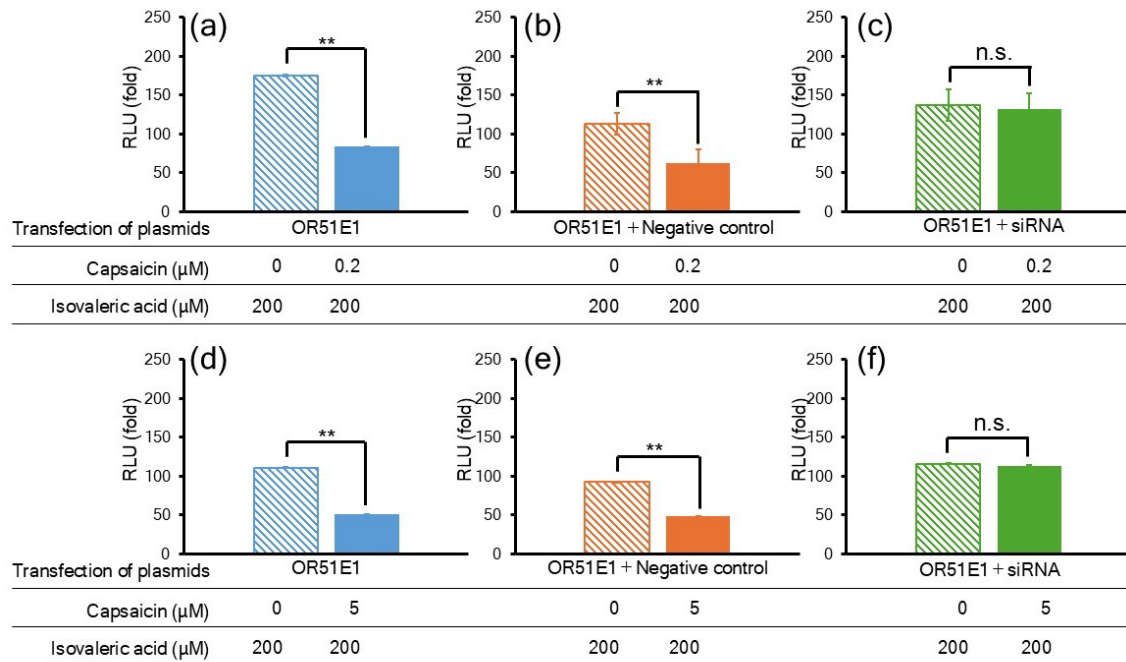 (a) (b) (c)
250 250 250
200 ** 200 200
n.s.
150 150 ** 150
RLU (fold) RLU (fold) RLU (fold)
100 100 100
50 50 50
0 0 0
Transfection of plasmids OR51E1 OR51E1 + Negative control OR51E1 + siRNA
Capsaicin (μM) 0 0.2 0 0.2 0 0.2
Isovaleric acid (μM) 200 200 200 200 200 200
(d) (e) (f)
250 250 250
200 200 200
n.s.
150 ** 150 ** 150
RLU (fold) RLU (fold) RLU (fold)
100 100 100
50 50 50
0 0 0
Transfection of plasmids OR51E1 OR51E1 + Negative control OR51E1 + siRNA
Capsaicin (μM) 0 5 0 5 0 5
Isovaleric acid (μM) 200 200 200 200 200 200